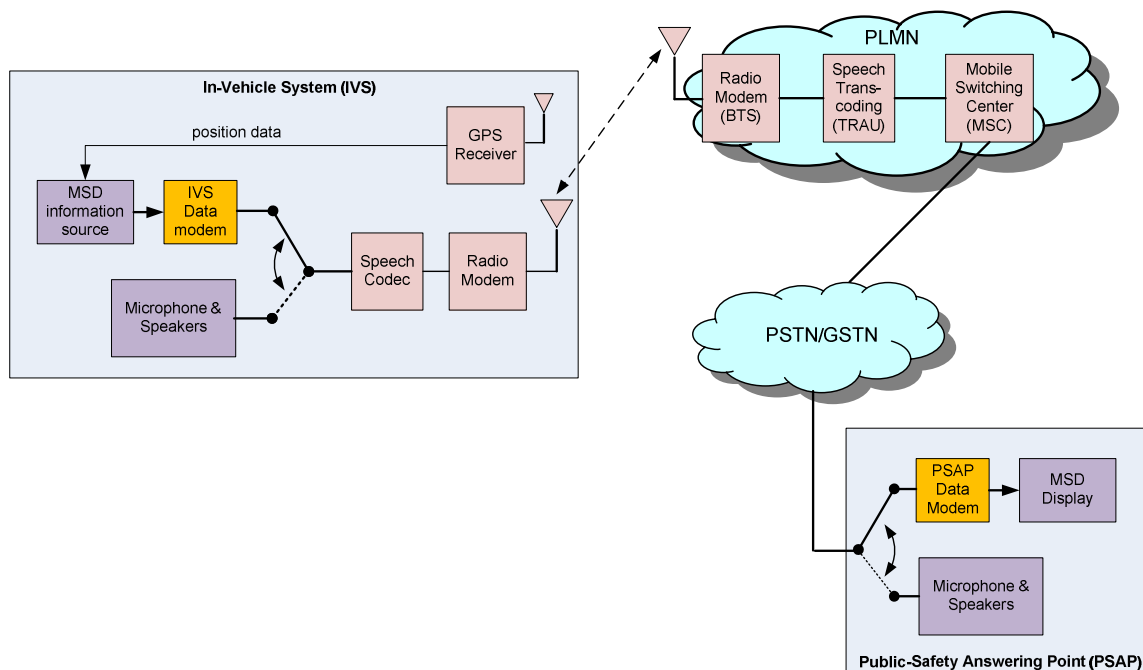 In-Vehicle System (IVS)
position data
GPS
Receiver
MSD
information
source
IVS
Data
modem
Speech
Codec
Radio
Modem
Microphone &
Speakers
PLMN
Radio
Modem
(BTS)
Speech
Trans-
coding
(TRAU)
Mobile
Switching
Center
(MSC)
PSTN/GSTN
PSAP
Data
Modem
MSD
Display
Microphone &
Speakers
Public-Safety Answering Point (PSAP)